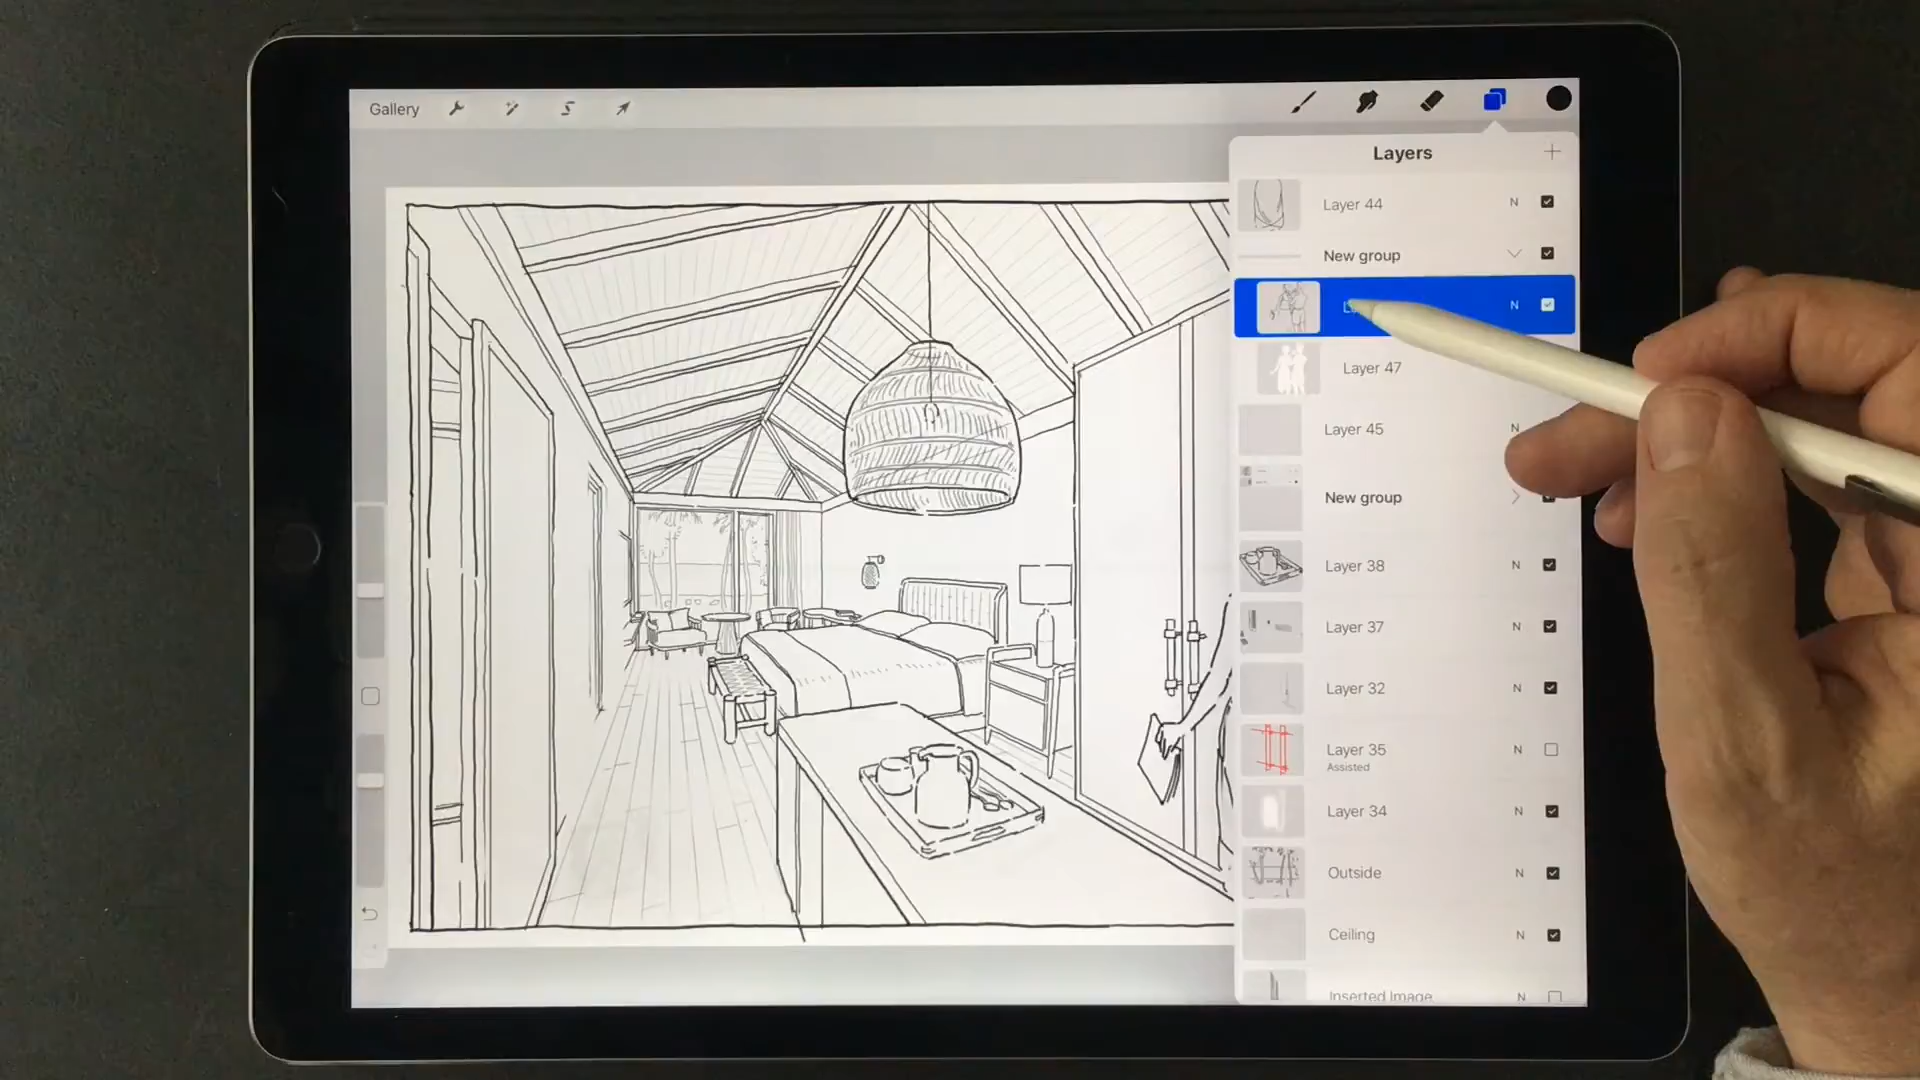 Gallery
Layers
Layer 44 N
New group
N
Layer 47
Layer 45 N
New group
Layer 38 N
Layer 37 N
Layer 32 N
Layer 35 N
Assisted
Layer 34 N
Outside N
Ceiling N
Inserted Image N